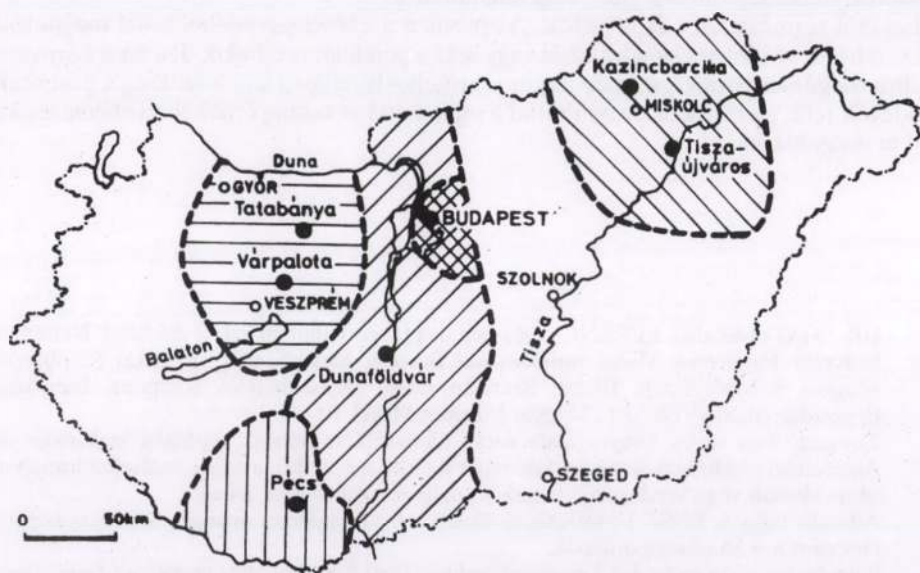 Kazincbarcika
MISKOLC
Tisza-
újváros
Duna
GYŐR
Tatabánya
BUDAPEST
Várpalota
SZOLNOK
VESZPRÉM
Tisza
Balaton
Dunaföldvár
Pécs
SZEGED
0 50km